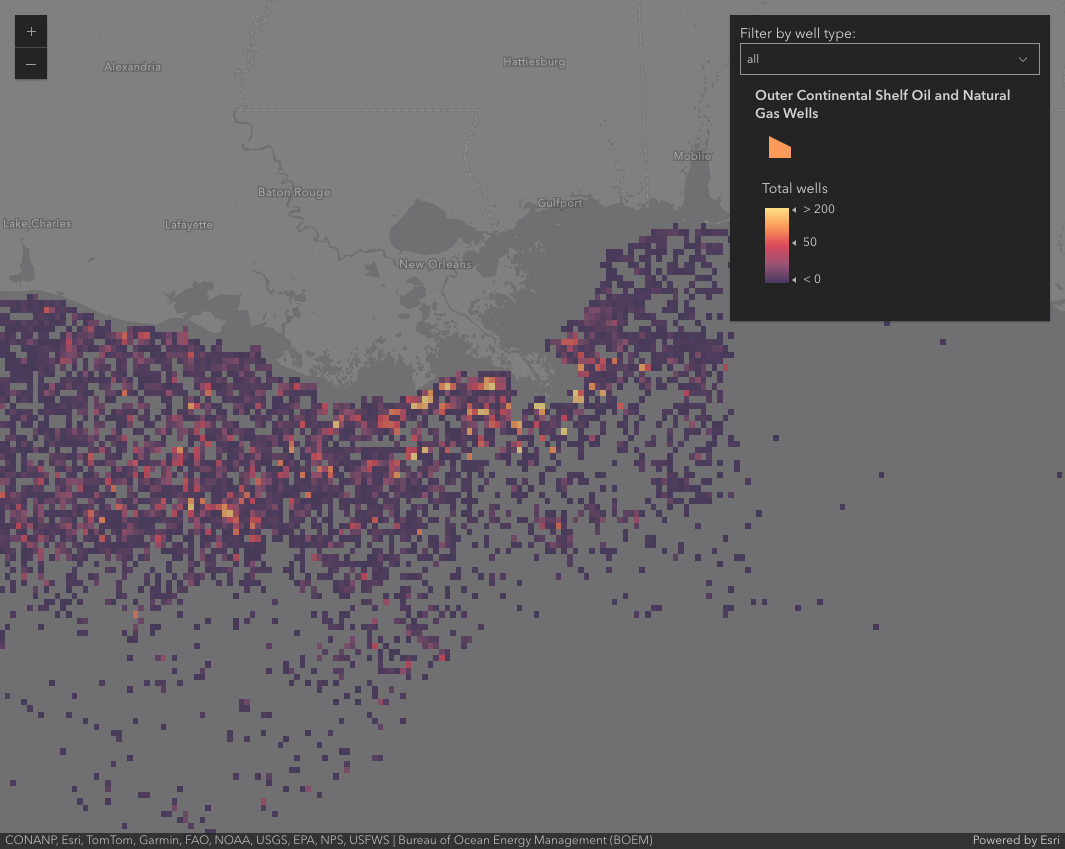 +
−
Alexandria
Hattiesburg
Mobile
Baton Rouge
Gulfport
Lake Charles
Lafayette
New Orleans
Filter by well type:
all
Outer Continental Shelf Oil and Natural
Gas Wells
Total wells
> 200
50
< 0
CONANP, Esri, TomTom, Garmin, FAO, NOAA, USGS, EPA, NPS, USFWS | Bureau of Ocean Energy Management (BOEM)
Powered by Esri